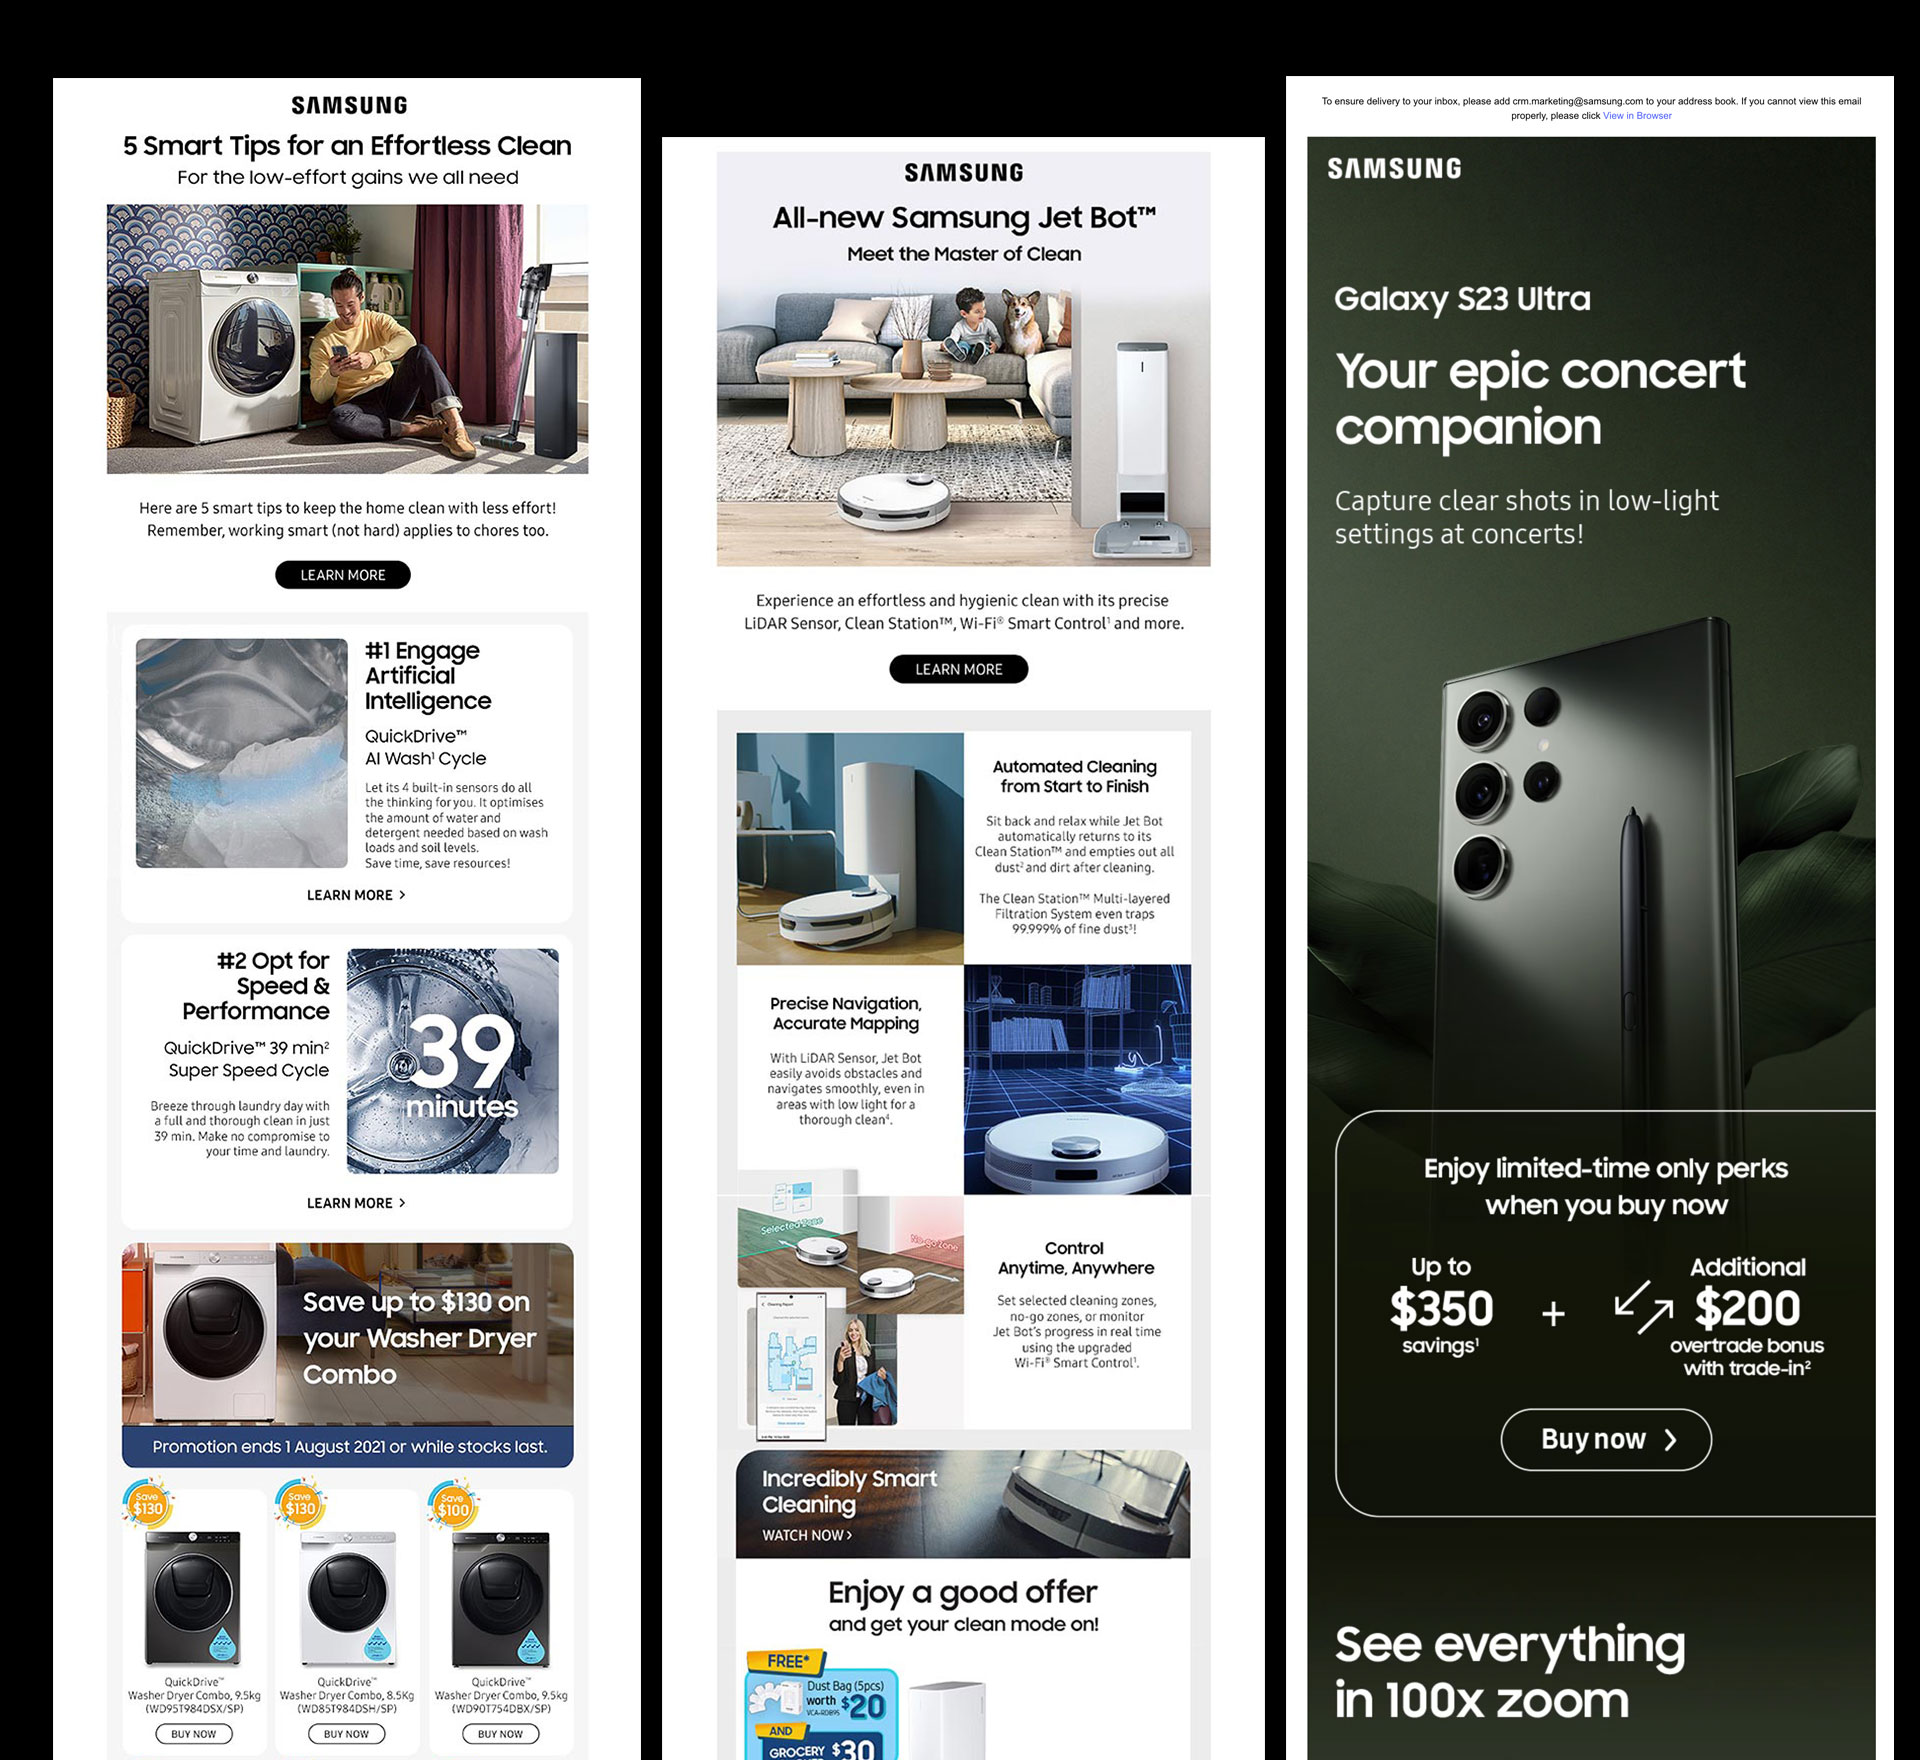 SAMSUNG
5 Smart Tips for an Effortless Clean
For the low-effort gains we all need
Here are 5 smart tips to keep the home clean with less effort!
Remember, working smart (not hard) applies to chores too.
LEARN MORE
#1 Engage
Artificial
Intelligence
QuickDrive™
AI Wash¹ Cycle
Let its 4 built-in sensors do all
the thinking for you. It optimises
the amount of water and
detergent needed based on wash
loads and soil levels.
Save time, save resources!
LEARN MORE >
#2 Opt for
Speed &
Performance
QuickDrive™ 39 min²
Super Speed Cycle
Breeze through laundry day with
a full and thorough clean in just
39 min. Make no compromise to
your time and laundry.
39
minutes
LEARN MORE >
Save up to $130 on
your Washer Dryer
Combo
Promotion ends 1 August 2021 or while stocks last.
Save
$130
QuickDrive™
Washer Dryer Combo, 9.5kg
(WD95T984DSX/SP)
BUY NOW
Save
$130
QuickDrive™
Washer Dryer Combo, 8.5Kg
(WD85T984DSH/SP)
BUY NOW
Save
$100
QuickDrive™
Washer Dryer Combo, 9.5kg
(WD90T754DBX/SP)
BUY NOW
SAMSUNG
All-new Samsung Jet Bot™
Meet the Master of Clean
Experience an effortless and hygienic clean with its precise
LiDAR Sensor, Clean Station™, Wi-Fi® Smart Control¹ and more.
LEARN MORE
Automated Cleaning
from Start to Finish
Sit back and relax while Jet Bot
automatically returns to its
Clean Station™ and empties out all
dust² and dirt after cleaning.
The Clean Station™ Multi-layered
Filtration System even traps
99.999% of fine dust³!
Precise Navigation,
Accurate Mapping
With LiDAR Sensor, Jet Bot
easily avoids obstacles and
navigates smoothly, even in
areas with low light for a
thorough clean⁴.
Selected Zone
No-go Zone
Cleaning Report
Control
Anytime, Anywhere
Set selected cleaning zones,
no-go zones, or monitor
Jet Bot's progress in real time
using the upgraded
Wi-Fi® Smart Control¹.
Incredibly Smart
Cleaning
WATCH NOW >
Enjoy a good offer
and get your clean mode on!
FREE*
Dust Bag (5pcs)
worth $20
VCA-RDB95
AND
GROCERY $30
To ensure delivery to your inbox, please add crm.marketing@samsung.com to your address book. If you cannot view this email
properly, please click View in Browser
SAMSUNG
Galaxy S23 Ultra
Your epic concert
companion
Capture clear shots in low-light
settings at concerts!
Enjoy limited-time only perks
when you buy now
Up to
$350
savings¹
+
Additional
$200
overtrade bonus
with trade-in²
Buy now >
See everything
in 100x zoom